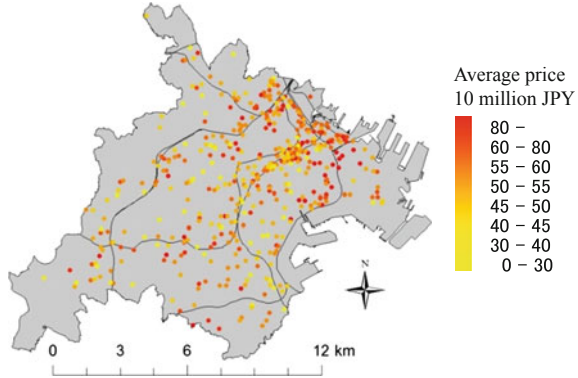 Average price
10 million JPY
80 –
60 – 80
55 – 60
50 – 55
45 – 50
40 – 45
30 – 40
0 – 30
N
0 3 6 12 km